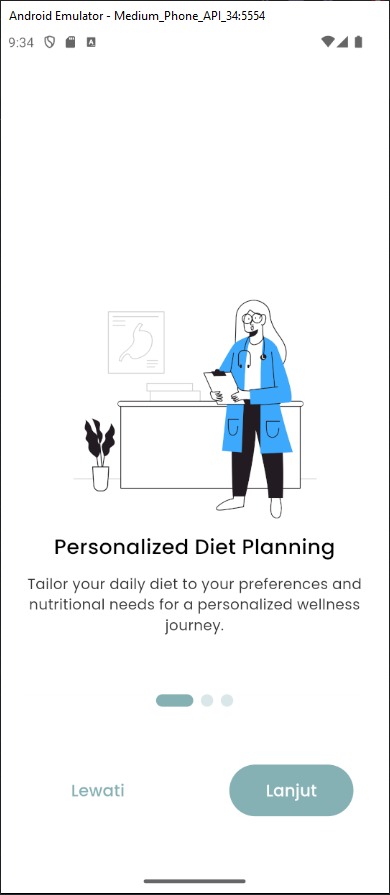 Android Emulator - Medium_Phone_API_34:5554
9:34
A
Personalized Diet Planning
Tailor your daily diet to your preferences and
nutritional needs for a personalized wellness
journey.
Lewati
Lanjut